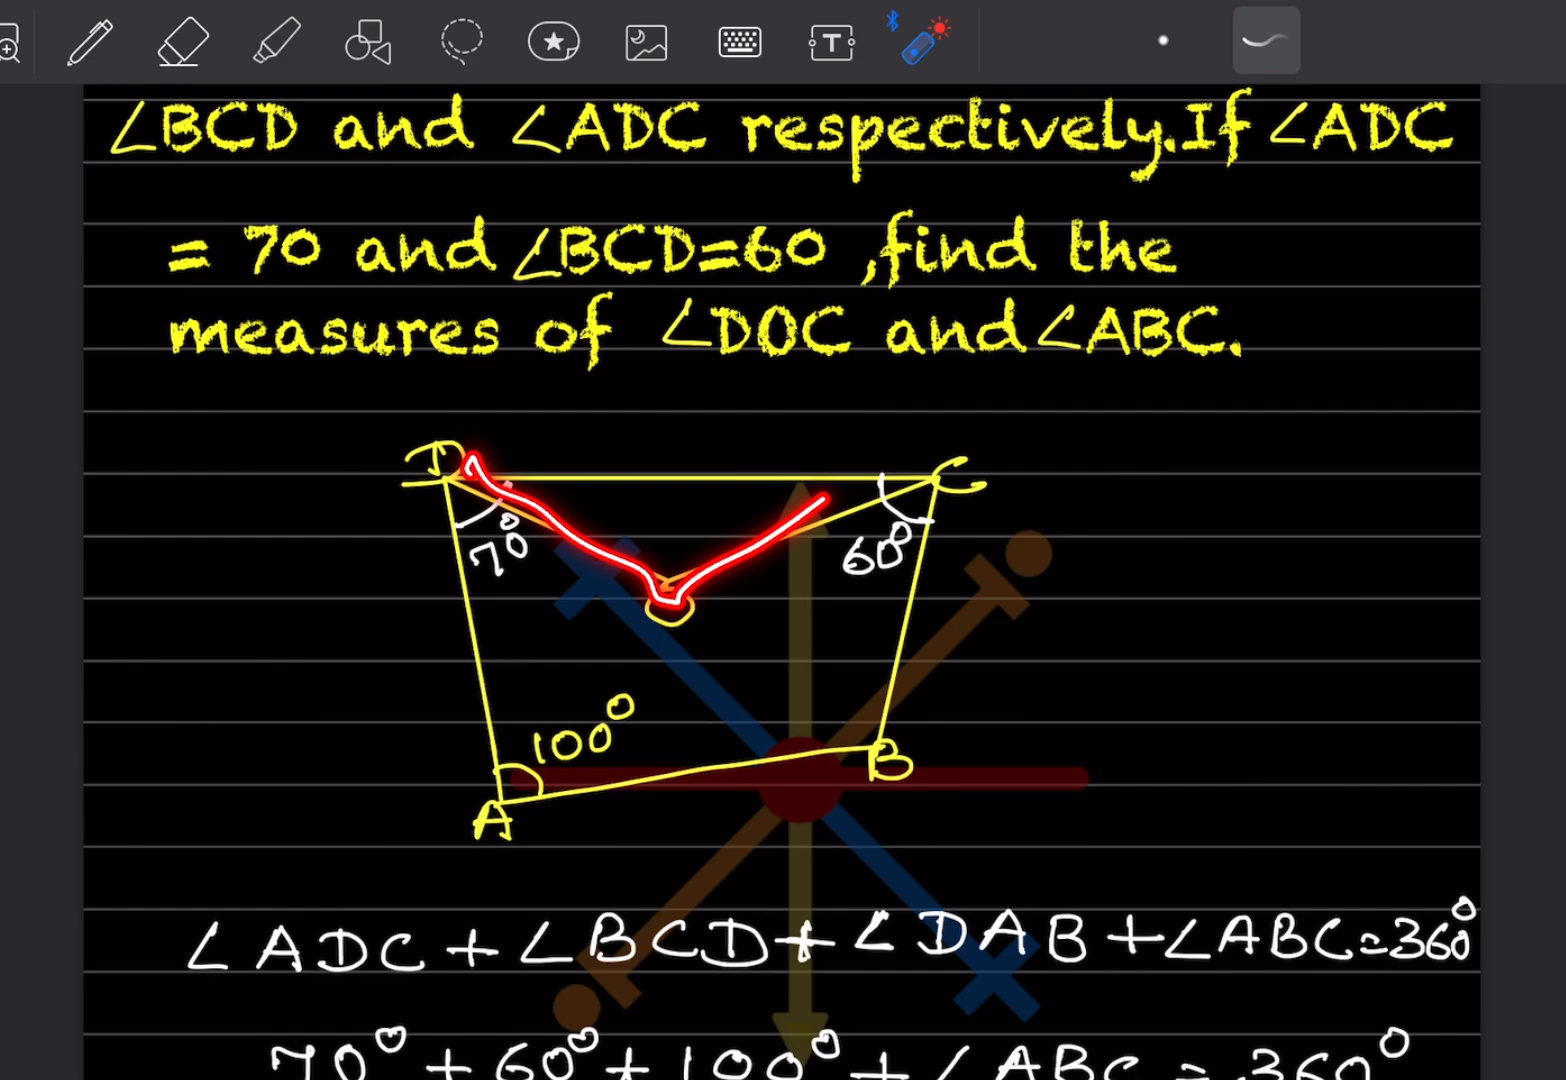 ∠BCD and ∠ADC respectively.If ∠ADC
= 70 and ∠BCD=60 ,find the
measures of ∠DOC and ∠ABC.
D
C
70°
60°
O
100°
B
A
∠ADC + ∠BCD + ∠DAB + ∠ABC = 360°
70° + 60° + 100° + ∠ABC = 360°